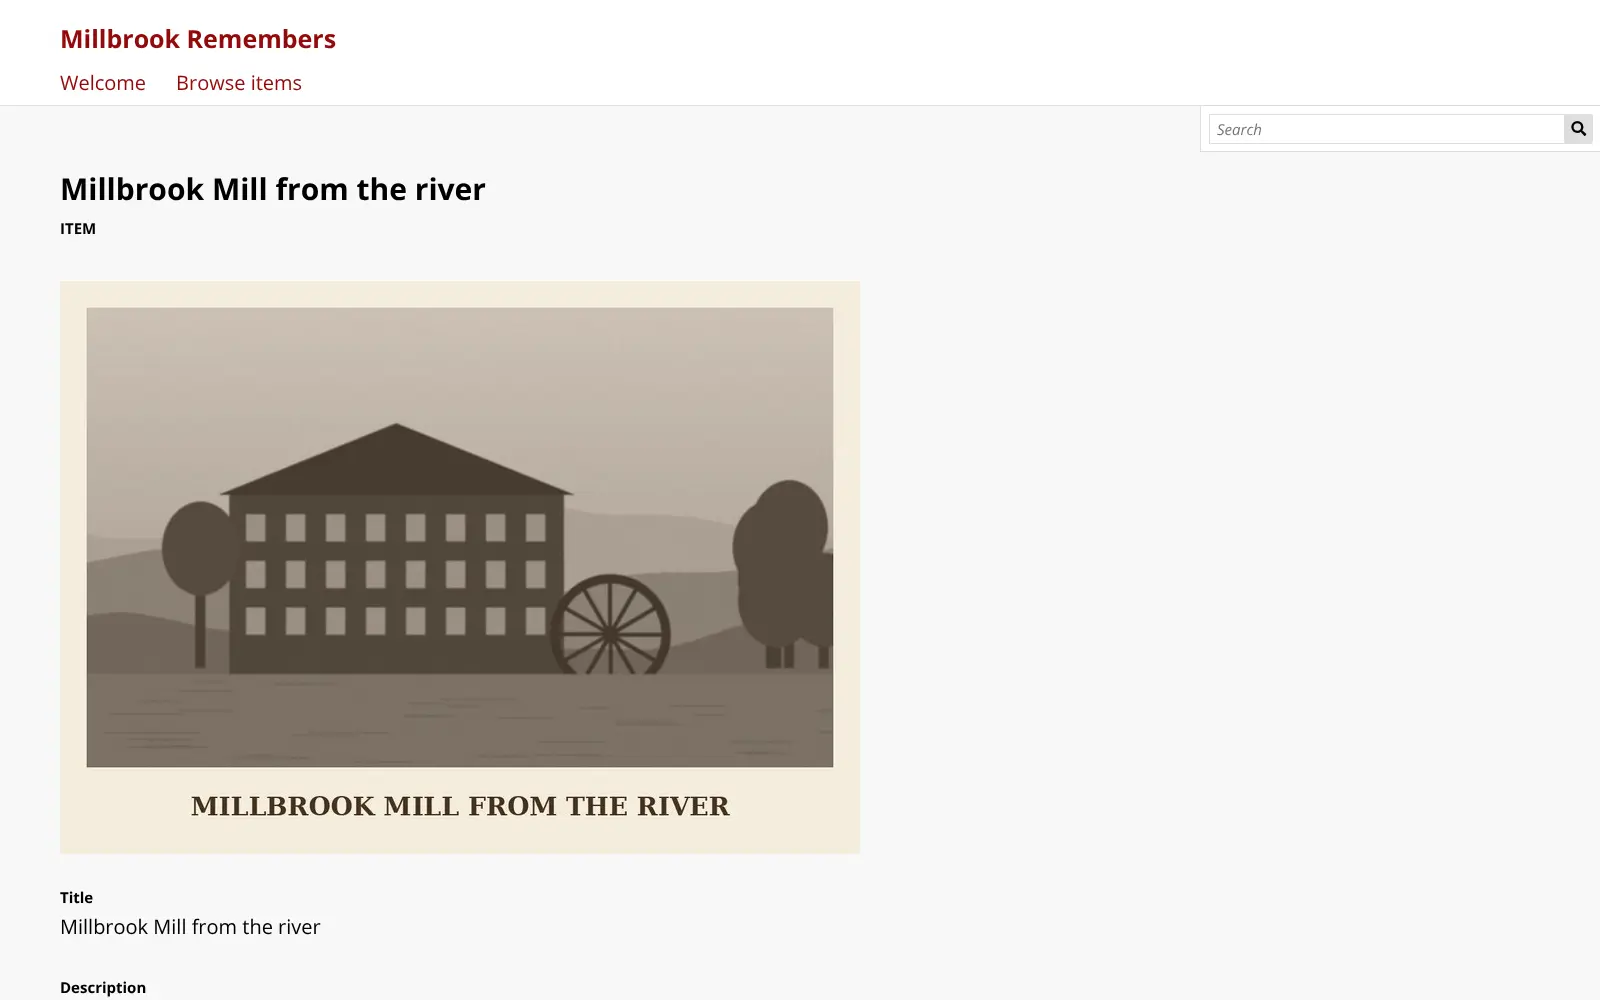 Millbrook Remembers
Welcome Browse items
Search
Millbrook Mill from the river
ITEM
MILLBROOK MILL FROM THE RIVER
Title
Millbrook Mill from the river
Description